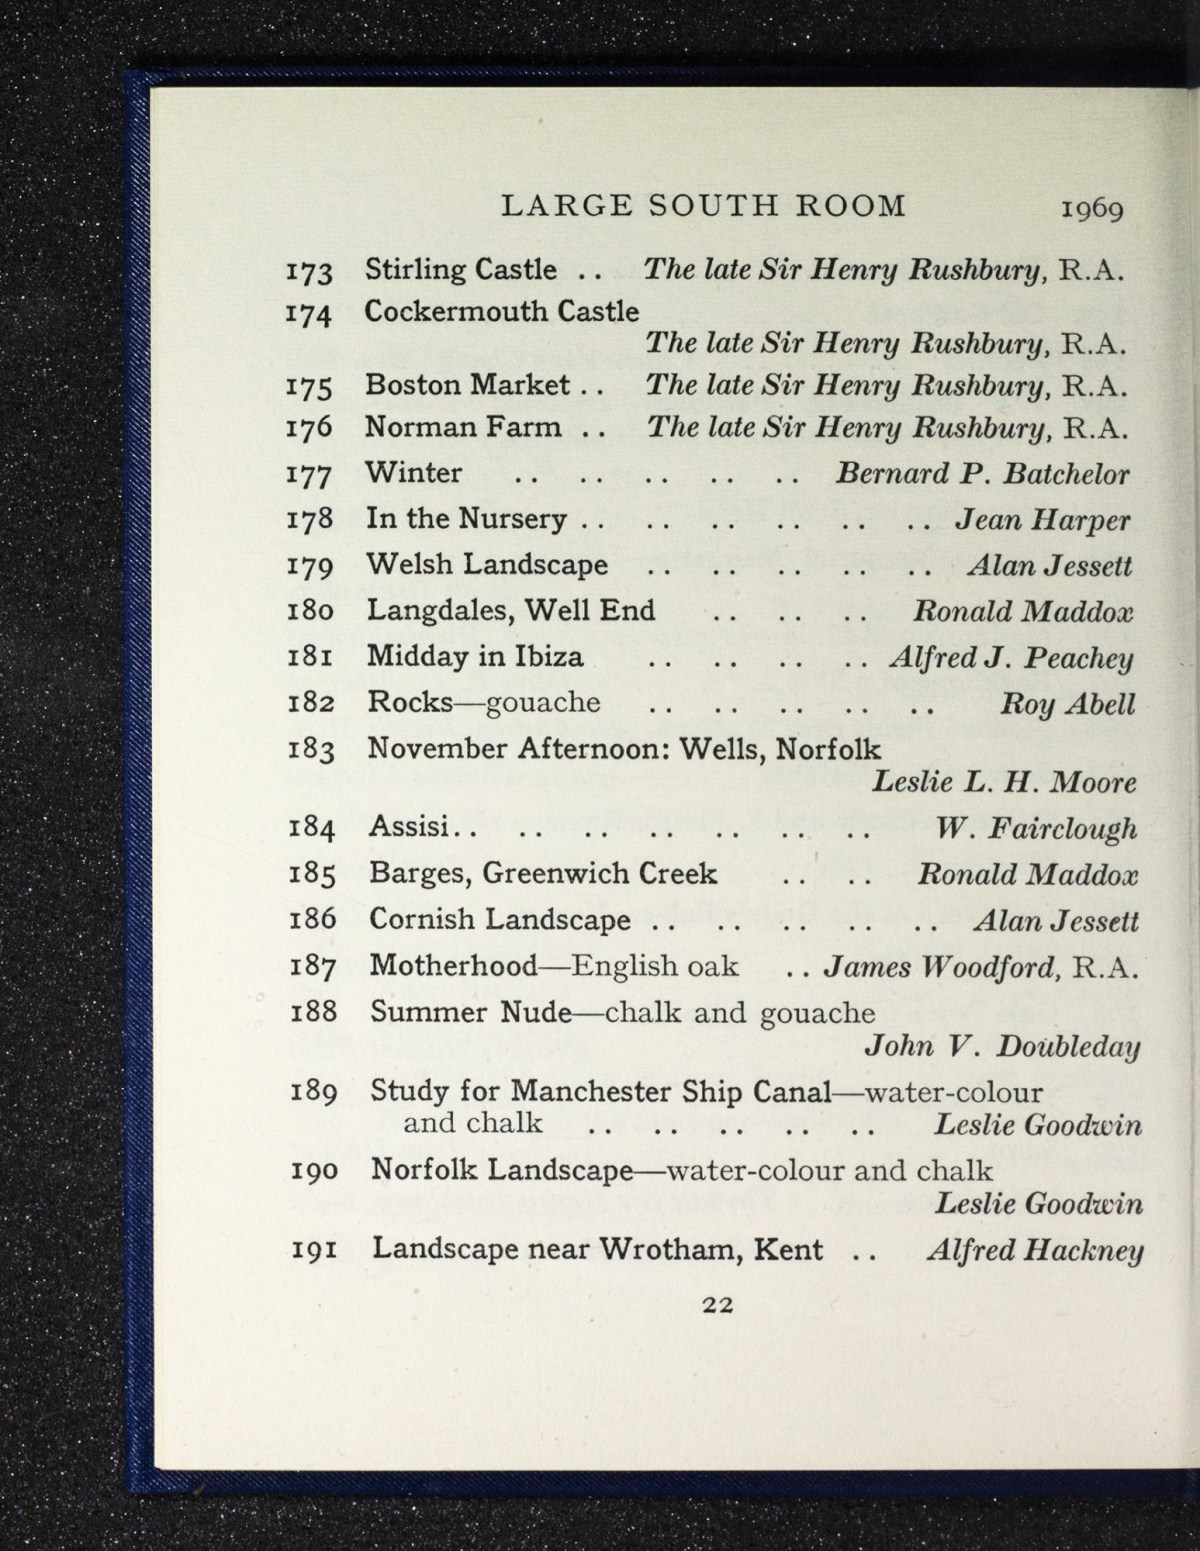 LARGE SOUTH ROOM 1969
173 Stirling Castle .. The late Sir Henry Rushbury, R.A.
174 Cockermouth Castle
The late Sir Henry Rushbury, R.A.
175 Boston Market .. The late Sir Henry Rushbury, R.A.
176 Norman Farm .. The late Sir Henry Rushbury, R.A.
177 Winter .. .. .. .. .. Bernard P. Batchelor
178 In the Nursery .. .. .. .. .. .. Jean Harper
179 Welsh Landscape .. .. .. .. .. Alan Jessett
180 Langdales, Well End .. .. .. Ronald Maddox
181 Midday in Ibiza .. .. .. .. Alfred J. Peachey
182 Rocks—gouache .. .. .. .. .. Roy Abell
183 November Afternoon: Wells, Norfolk
Leslie L. H. Moore
184 Assisi .. .. .. .. .. .. .. W. Fairclough
185 Barges, Greenwich Creek .. .. Ronald Maddox
186 Cornish Landscape .. .. .. .. .. Alan Jessett
187 Motherhood—English oak .. James Woodford, R.A.
188 Summer Nude—chalk and gouache
John V. Doubleday
189 Study for Manchester Ship Canal—water-colour
and chalk .. .. .. .. .. Leslie Goodwin
190 Norfolk Landscape—water-colour and chalk
Leslie Goodwin
191 Landscape near Wrotham, Kent .. Alfred Hackney
22